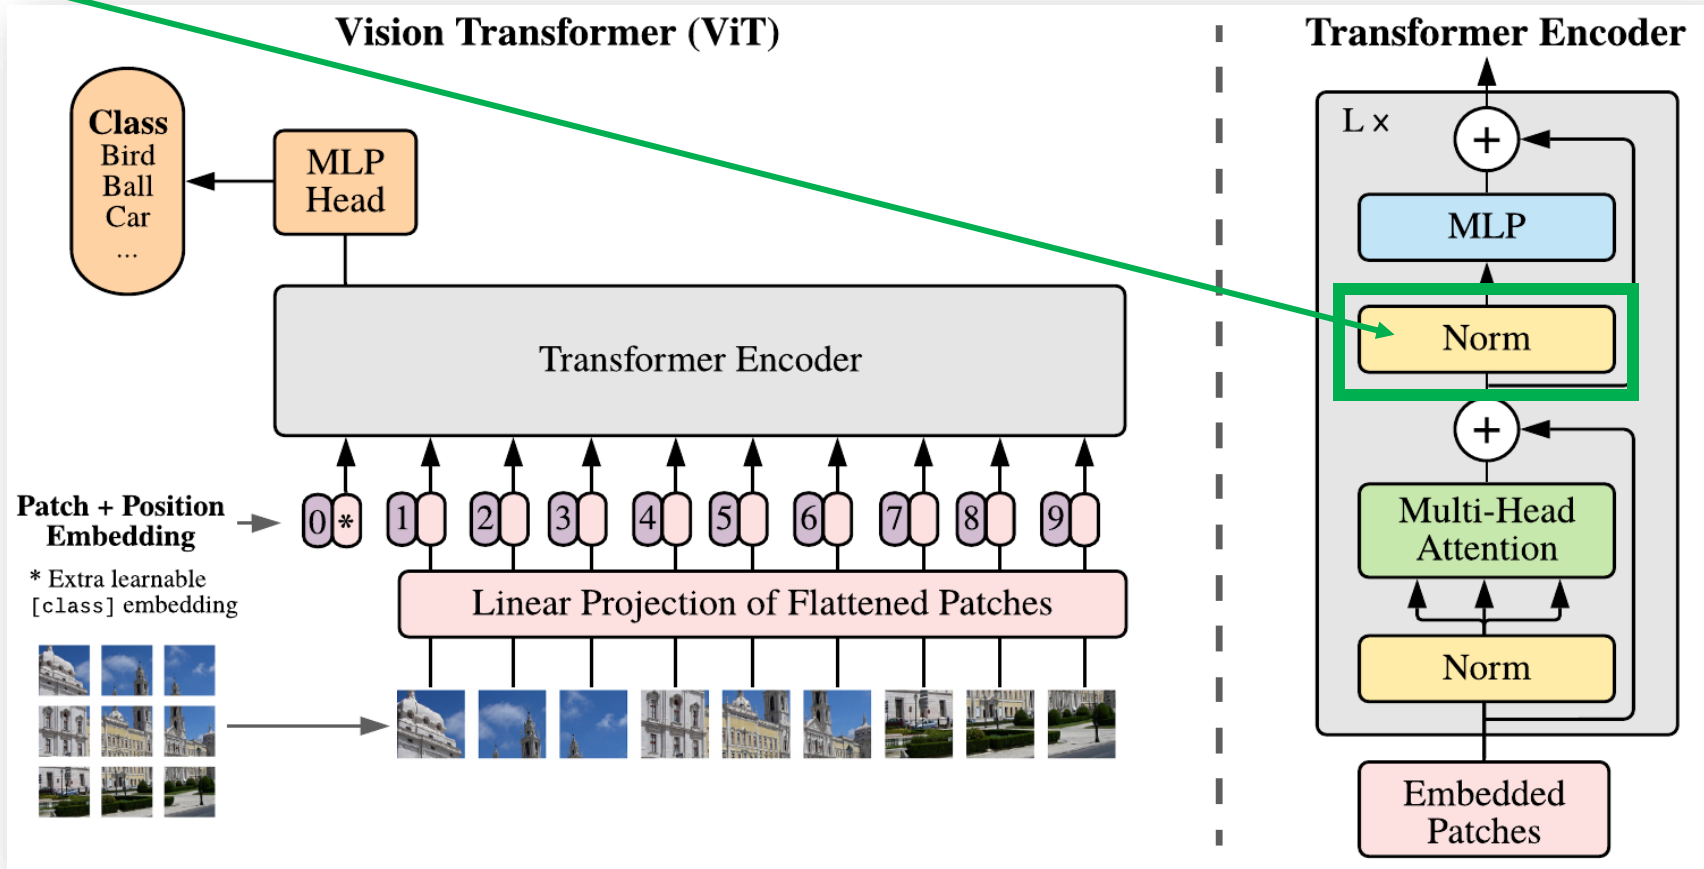 Vision Transformer (ViT)
Class
Bird
Ball
Car
...
MLP
Head
Transformer Encoder
Patch + Position
Embedding
0 * 1 2 3 4 5 6 7 8 9
* Extra learnable
[class] embedding
Linear Projection of Flattened Patches
Transformer Encoder
L ×
+
MLP
Norm
+
Multi-Head
Attention
Norm
Embedded
Patches